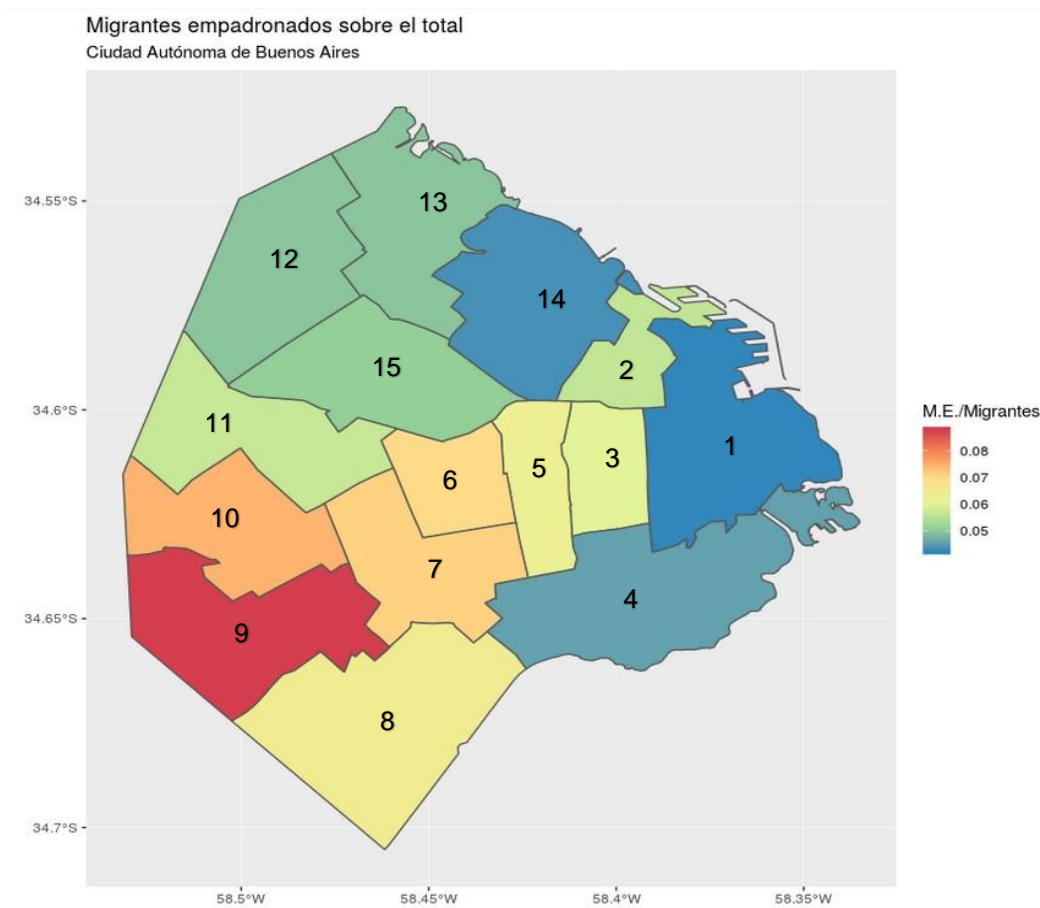 Migrantes empadronados sobre el total
Ciudad Autónoma de Buenos Aires
34.55°S
34.6°S
34.65°S
34.7°S
13
12
14
15
2
11
1
3
5
6
10
7
4
9
8
M.E./Migrantes
0.08
0.07
0.06
0.05
58.5°W
58.45°W
58.4°W
58.35°W